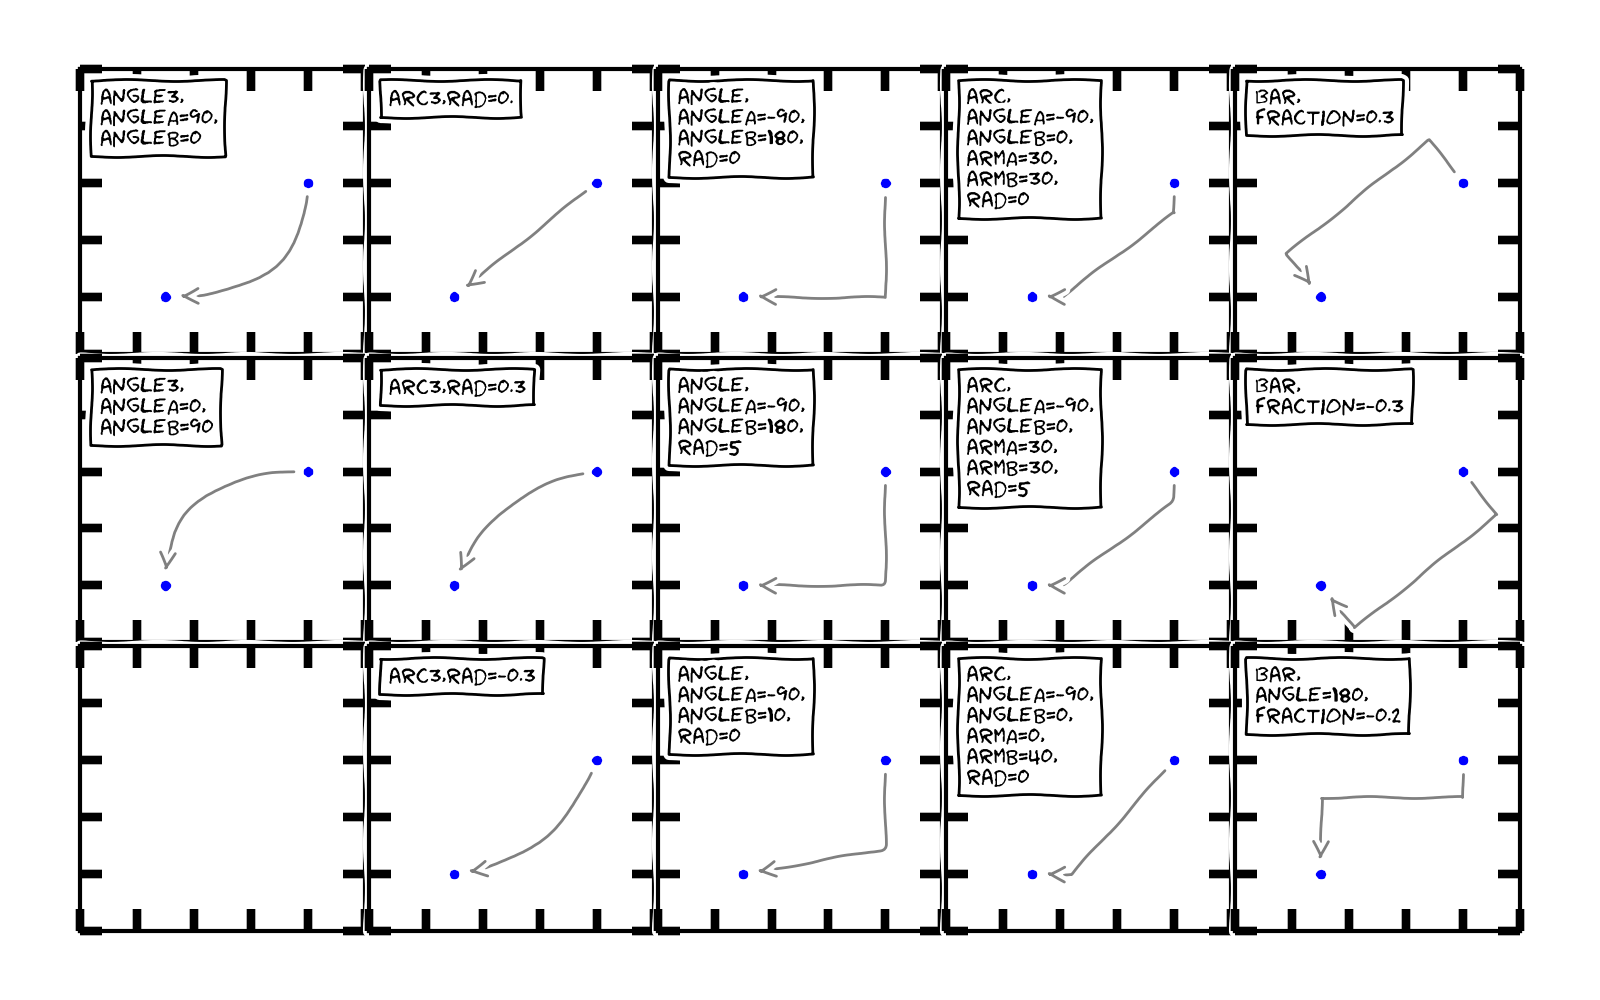 ANGLE3,
ANGLEA=90,
ANGLEB=0
ARC3,RAD=0.
ANGLE,
ANGLEA=-90,
ANGLEB=180,
RAD=0
ARC,
ANGLEA=-90,
ANGLEB=0,
ARMA=30,
ARMB=30,
RAD=0
BAR,
FRACTION=0.3
ANGLE3,
ANGLEA=0,
ANGLEB=90
ARC3,RAD=0.3
ANGLE,
ANGLEA=-90,
ANGLEB=180,
RAD=5
ARC,
ANGLEA=-90,
ANGLEB=0,
ARMA=30,
ARMB=30,
RAD=5
BAR,
FRACTION=-0.3
ARC3,RAD=-0.3
ANGLE,
ANGLEA=-90,
ANGLEB=10,
RAD=0
ARC,
ANGLEA=-90,
ANGLEB=0,
ARMA=0,
ARMB=40,
RAD=0
BAR,
ANGLE=180,
FRACTION=-0.2